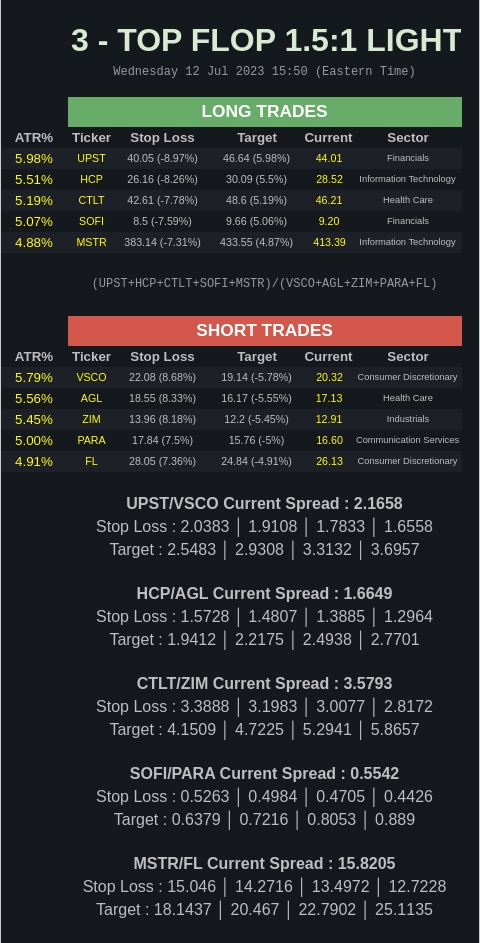 3 - TOP FLOP 1.5:1 LIGHT
Wednesday 12 Jul 2023 15:50 (Eastern Time)
LONG TRADES
ATR% Ticker Stop Loss Target Current Sector
5.98% UPST 40.05 (-8.97%) 46.64 (5.98%) 44.01 Financials
5.51% HCP 26.16 (-8.26%) 30.09 (5.5%) 28.52 Information Technology
5.19% CTLT 42.61 (-7.78%) 48.6 (5.19%) 46.21 Health Care
5.07% SOFI 8.5 (-7.59%) 9.66 (5.06%) 9.20 Financials
4.88% MSTR 383.14 (-7.31%) 433.55 (4.87%) 413.39 Information Technology
(UPST+HCP+CTLT+SOFI+MSTR)/(VSCO+AGL+ZIM+PARA+FL)
SHORT TRADES
ATR% Ticker Stop Loss Target Current Sector
5.79% VSCO 22.08 (8.68%) 19.14 (-5.78%) 20.32 Consumer Discretionary
5.56% AGL 18.55 (8.33%) 16.17 (-5.55%) 17.13 Health Care
5.45% ZIM 13.96 (8.18%) 12.2 (-5.45%) 12.91 Industrials
5.00% PARA 17.84 (7.5%) 15.76 (-5%) 16.60 Communication Services
4.91% FL 28.05 (7.36%) 24.84 (-4.91%) 26.13 Consumer Discretionary
UPST/VSCO Current Spread : 2.1658
Stop Loss : 2.0383 │ 1.9108 │ 1.7833 │ 1.6558
Target : 2.5483 │ 2.9308 │ 3.3132 │ 3.6957
HCP/AGL Current Spread : 1.6649
Stop Loss : 1.5728 │ 1.4807 │ 1.3885 │ 1.2964
Target : 1.9412 │ 2.2175 │ 2.4938 │ 2.7701
CTLT/ZIM Current Spread : 3.5793
Stop Loss : 3.3888 │ 3.1983 │ 3.0077 │ 2.8172
Target : 4.1509 │ 4.7225 │ 5.2941 │ 5.8657
SOFI/PARA Current Spread : 0.5542
Stop Loss : 0.5263 │ 0.4984 │ 0.4705 │ 0.4426
Target : 0.6379 │ 0.7216 │ 0.8053 │ 0.889
MSTR/FL Current Spread : 15.8205
Stop Loss : 15.046 │ 14.2716 │ 13.4972 │ 12.7228
Target : 18.1437 │ 20.467 │ 22.7902 │ 25.1135